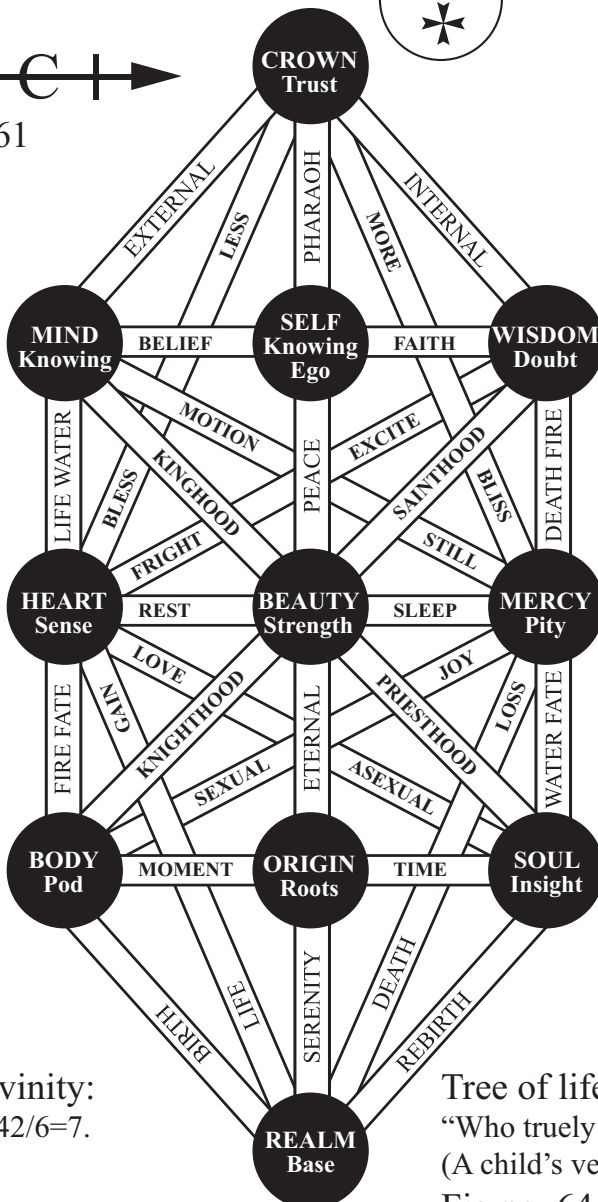 CROWN
Trust
C
61
EXTERNAL
LESS
PHARAOH
MORE
INTERNAL
MIND
Knowing
BELIEF
SELF
Knowing
Ego
FAITH
WISDOM
Doubt
LIFE WATER
BLESS
MOTION
KINGHOOD
FRIGHT
PEACE
EXCITE
SAINTHOOD
STILL
BLISS
DEATH FIRE
HEART
Sense
REST
BEAUTY
Strength
SLEEP
MERCY
Pity
FIRE FATE
GAIN
LOVE
KNIGHTHOOD
SEXUAL
ETERNAL
JOY
PRIESTHOOD
ASEXUAL
LOSS
WATER FATE
BODY
Pod
MOMENT
ORIGIN
Roots
TIME
SOUL
Insight
BIRTH
LIFE
SERENITY
DEATH
REBIRTH
REALM
Base
vinity:
42/6=7.
Tree of life
“Who truely
(A child’s ve